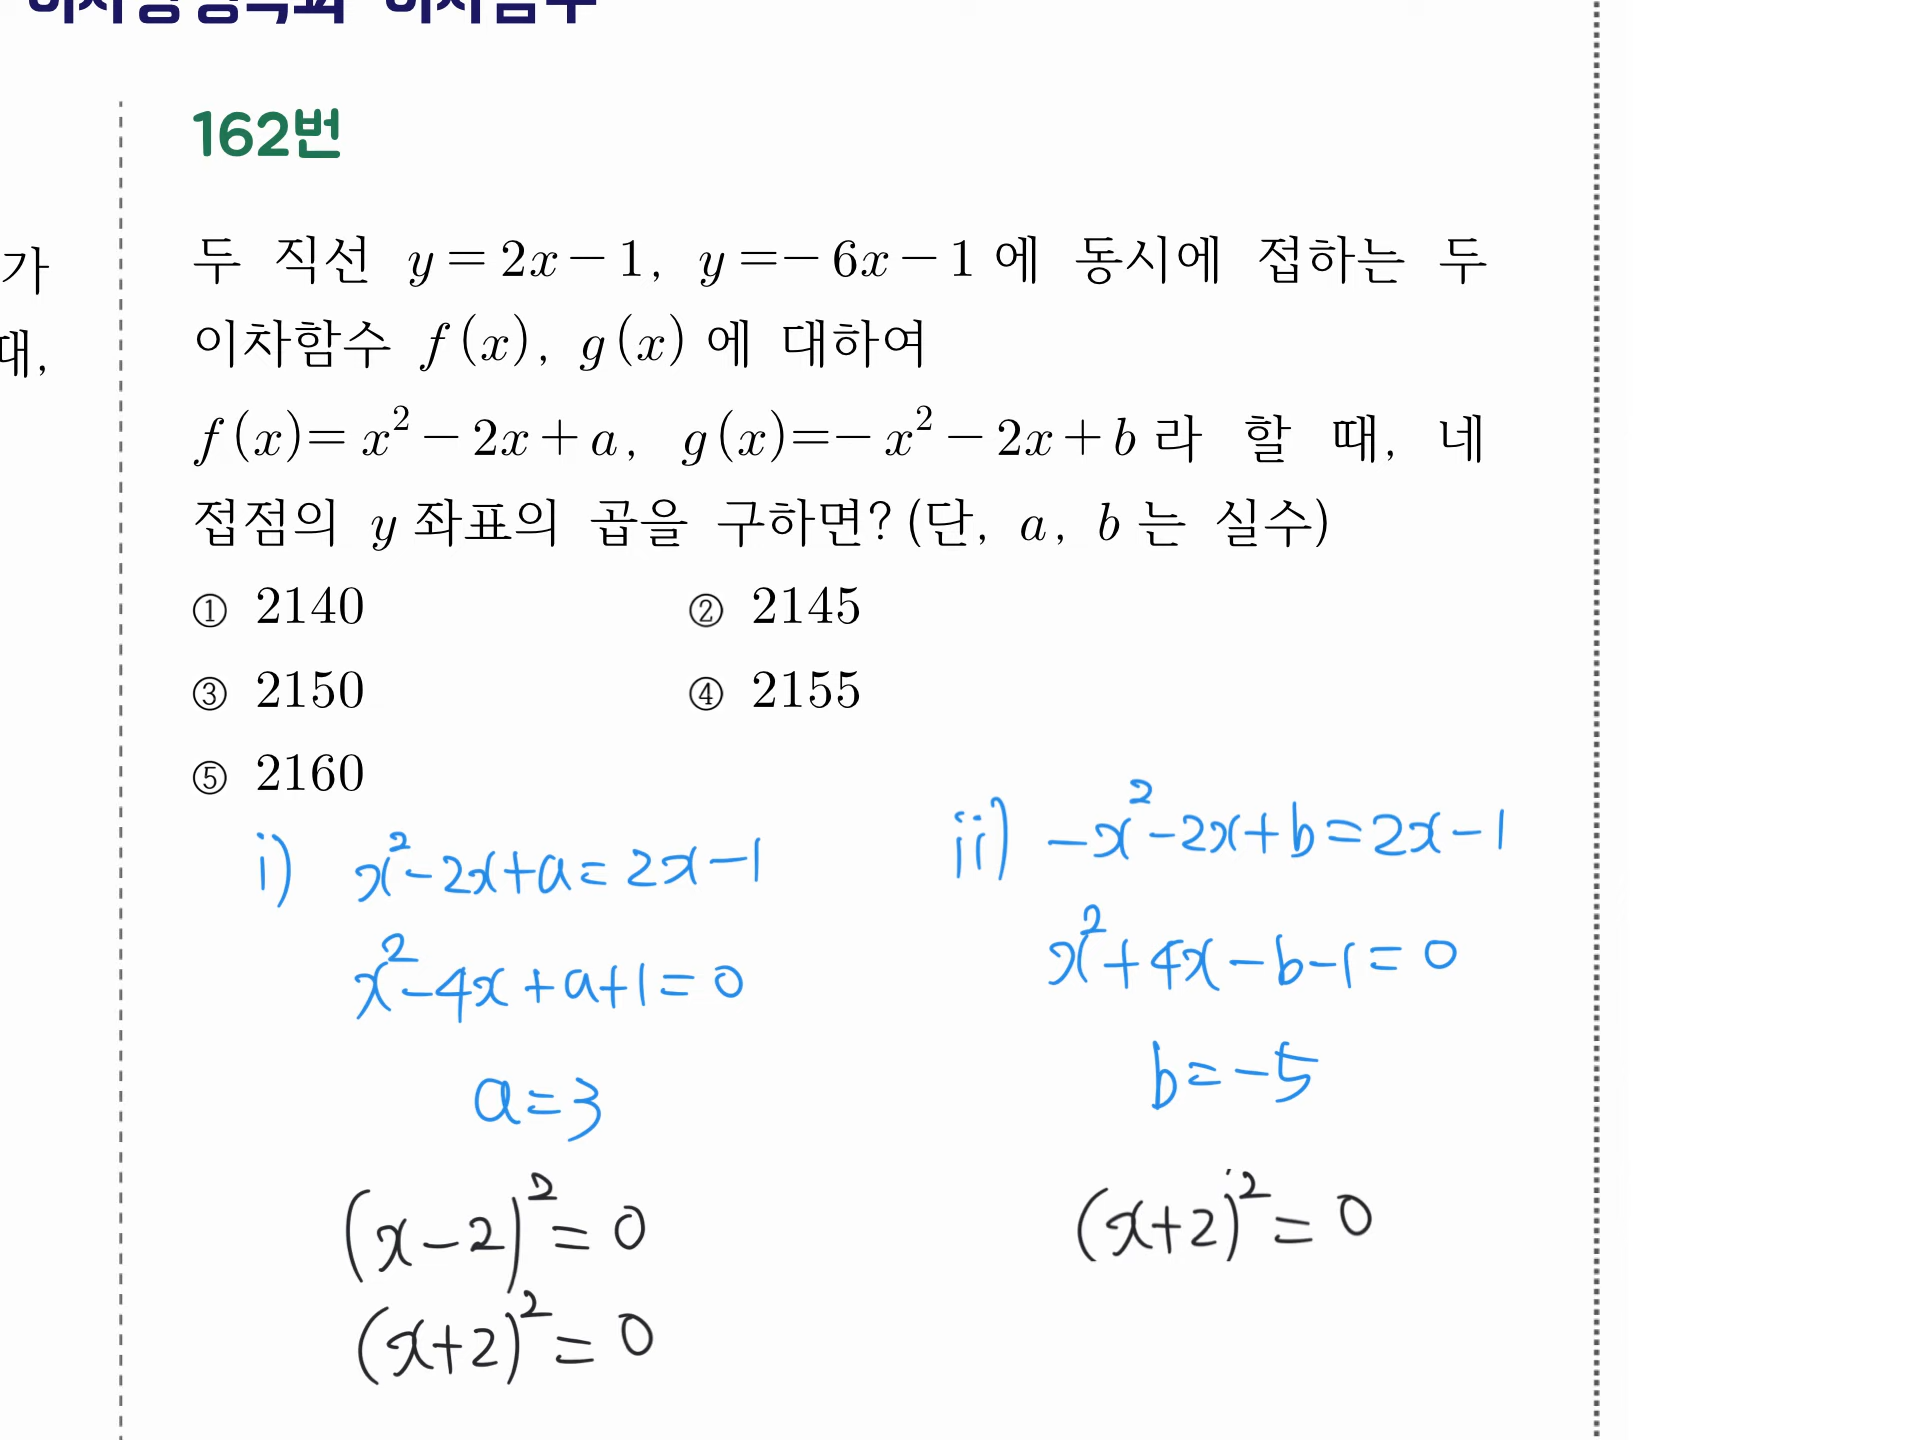 162번
가
두 직선 y = 2x − 1, y = − 6x − 1 에 동시에 접하는 두
때,
이차함수 f(x), g(x) 에 대하여
f(x) = x² − 2x + a, g(x) = − x² − 2x + b 라 할 때, 네
접점의 y 좌표의 곱을 구하면? (단, a, b 는 실수)
① 2140 ② 2145
③ 2150 ④ 2155
⑤ 2160
i) x² − 2x + a = 2x − 1
x² − 4x + a + 1 = 0
a = 3
(x − 2)² = 0
(x + 2)² = 0
ii) −x² − 2x + b = 2x − 1
x² + 4x − b − 1 = 0
b = −5
(x + 2)² = 0